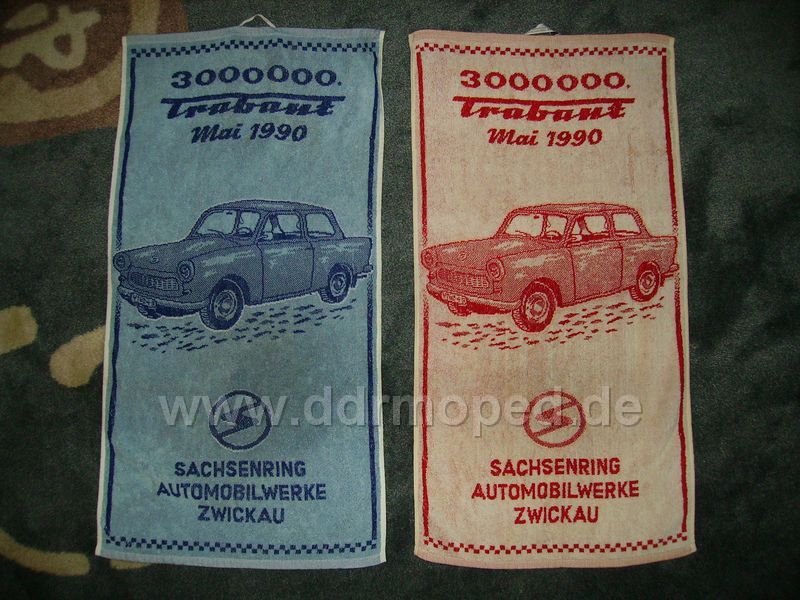 3000000.
Trabant
Mai 1990
SACHSENRING
AUTOMOBILWERKE
ZWICKAU
3000000.
Trabant
Mai 1990
SACHSENRING
AUTOMOBILWERKE
ZWICKAU
www.ddrmoped.de